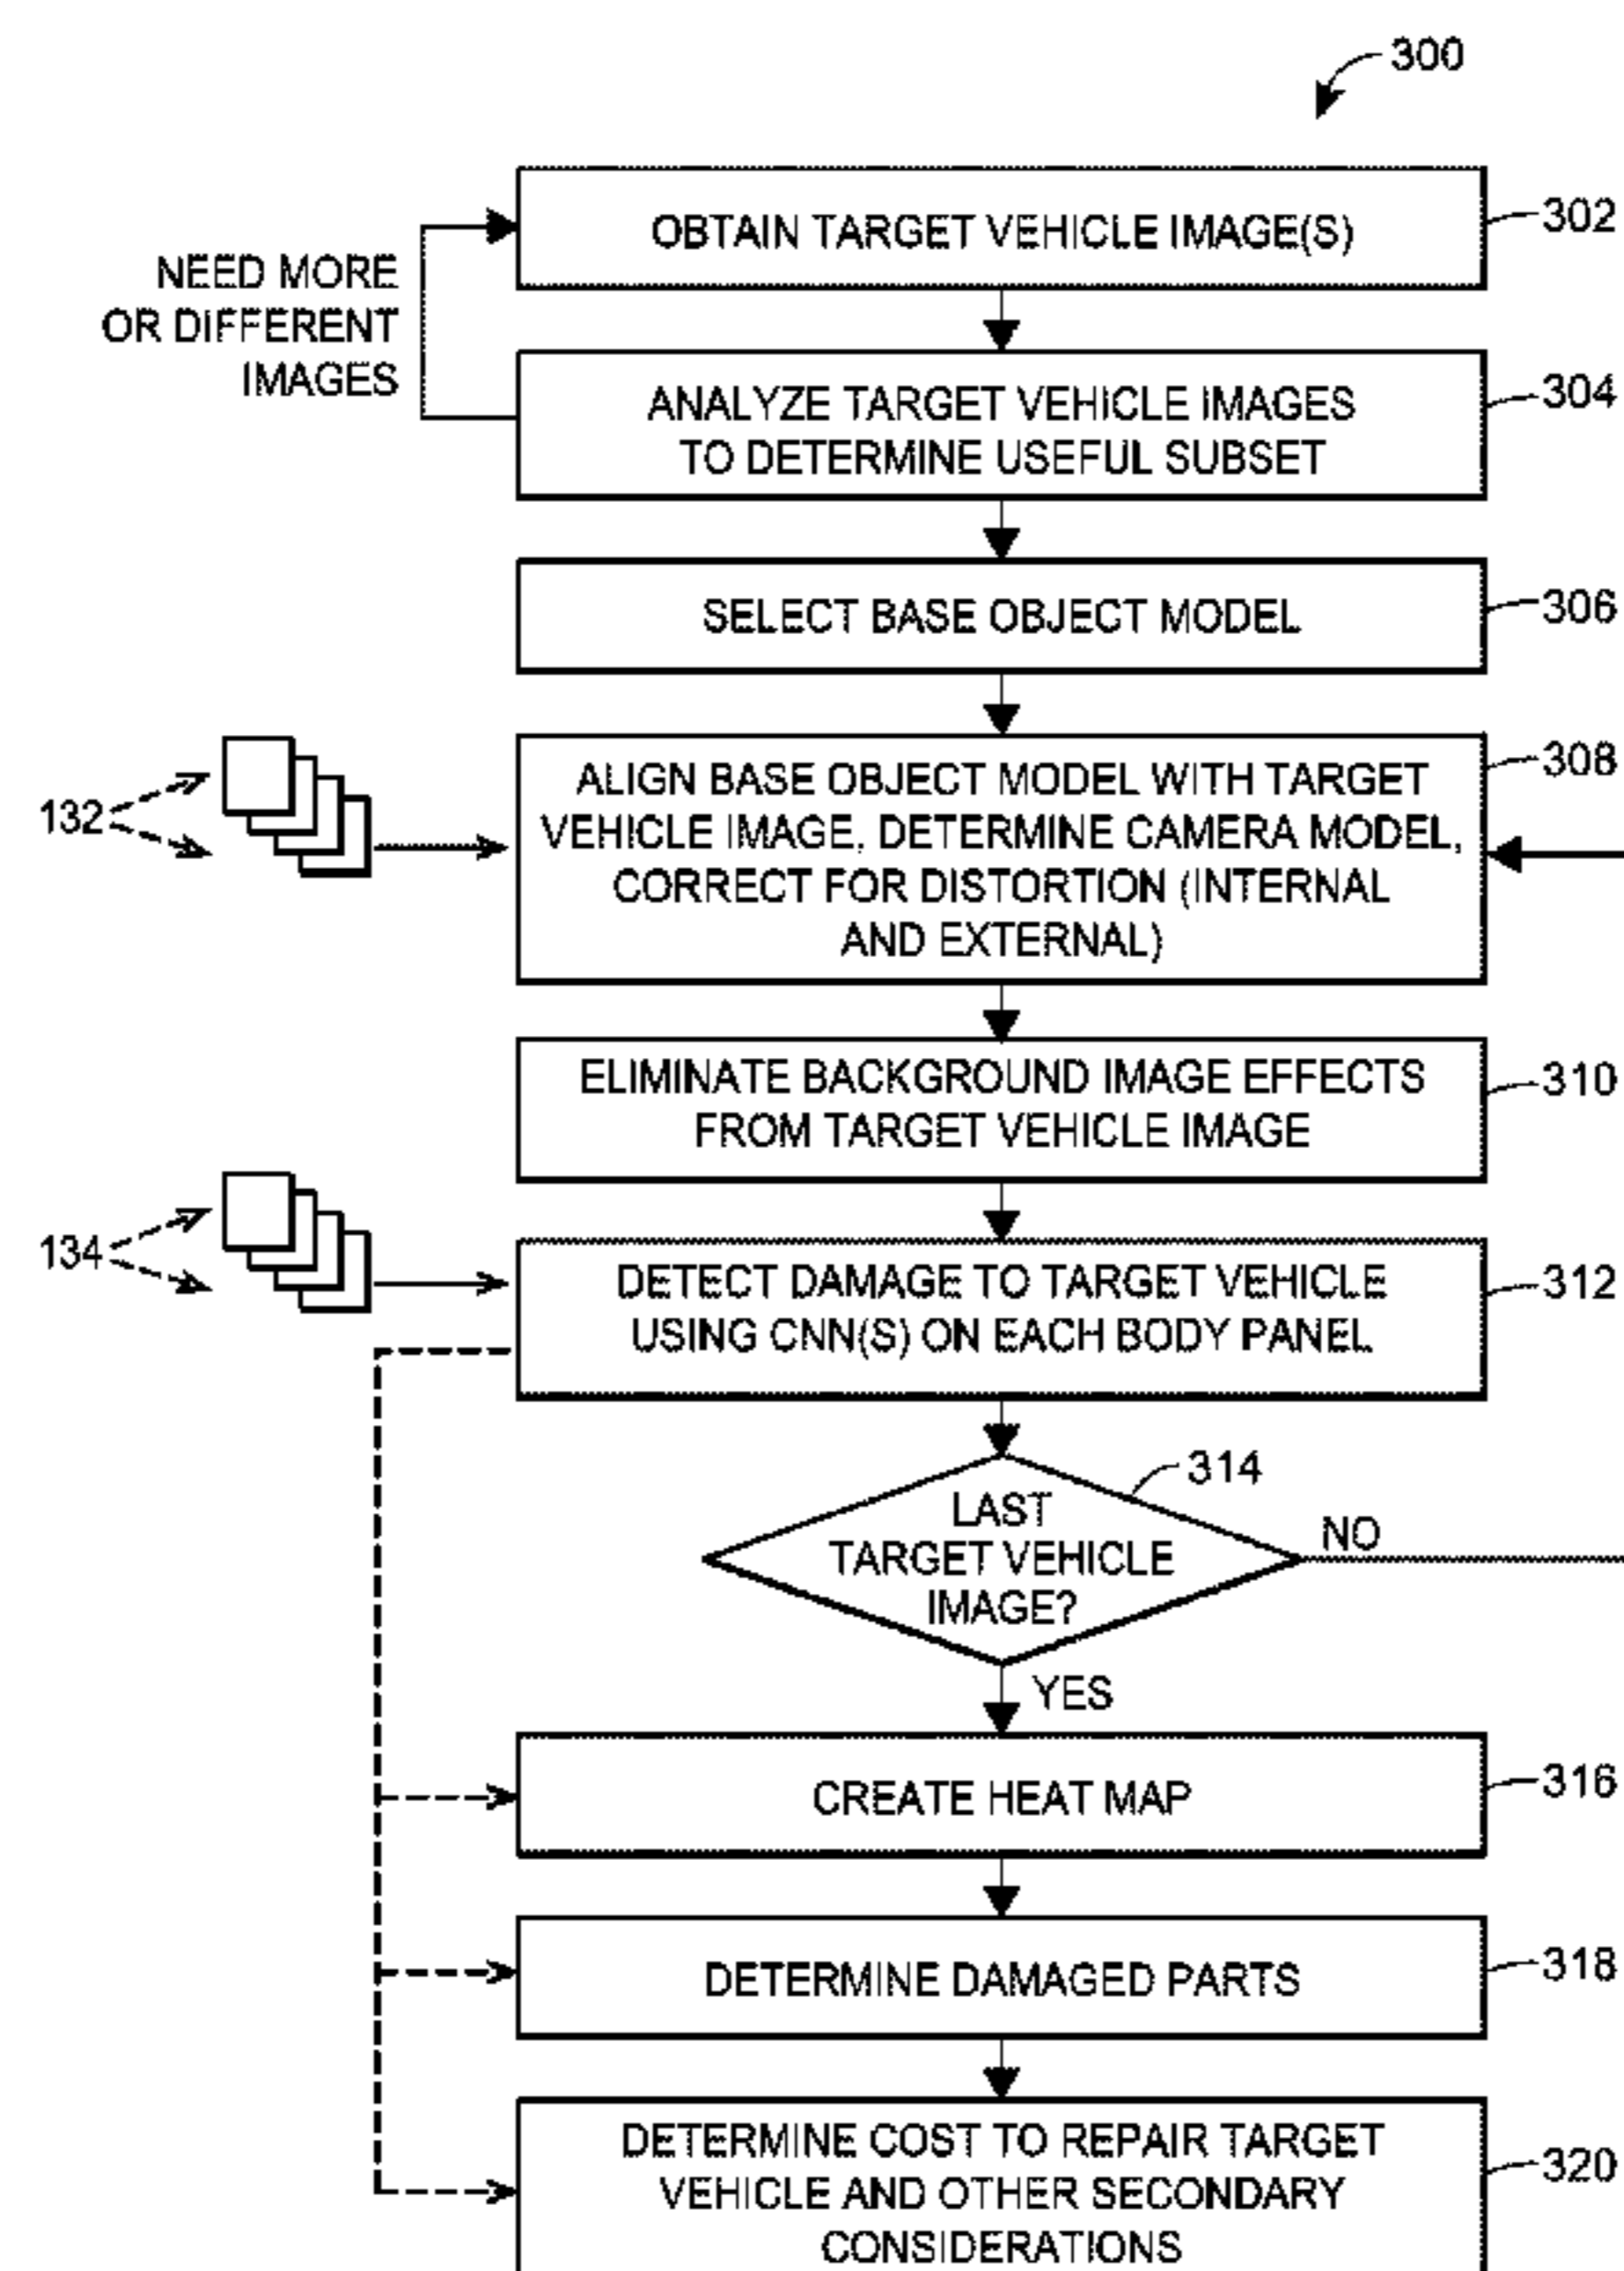 300
OBTAIN TARGET VEHICLE IMAGE(S)
302
NEED MORE
OR DIFFERENT
IMAGES
ANALYZE TARGET VEHICLE IMAGES
TO DETERMINE USEFUL SUBSET
304
SELECT BASE OBJECT MODEL
306
132
ALIGN BASE OBJECT MODEL WITH TARGET
VEHICLE IMAGE, DETERMINE CAMERA MODEL,
CORRECT FOR DISTORTION (INTERNAL
AND EXTERNAL)
308
ELIMINATE BACKGROUND IMAGE EFFECTS
FROM TARGET VEHICLE IMAGE
310
134
DETECT DAMAGE TO TARGET VEHICLE
USING CNN(S) ON EACH BODY PANEL
312
314
LAST
TARGET VEHICLE
IMAGE?
NO
YES
CREATE HEAT MAP
316
DETERMINE DAMAGED PARTS
318
DETERMINE COST TO REPAIR TARGET
VEHICLE AND OTHER SECONDARY
CONSIDERATIONS
320